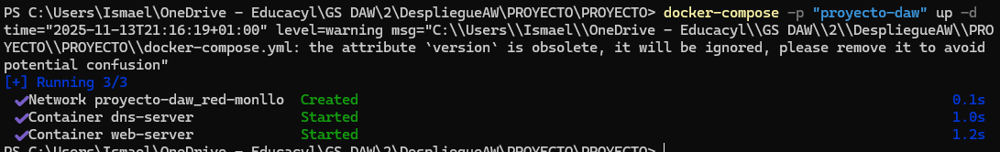 PS C:\Users\Ismael\OneDrive - Educacyl\GS DAW\2\DespliegueAW\PROYECTO\PROYECTO> docker-compose -p "proyecto-daw" up -d
time="2025-11-13T21:16:19+01:00" level=warning msg="C:\\Users\\Ismael\\OneDrive - Educacyl\\GS DAW\\2\\DespliegueAW\\PRO
YECTO\\PROYECTO\\docker-compose.yml: the attribute `version` is obsolete, it will be ignored, please remove it to avoid
potential confusion"
[+] Running 3/3
✔Network proyecto-daw_red-monllo  Created 0.1s
✔Container dns-server Started 1.0s
✔Container web-server Started 1.2s
PS C:\Users\Ismael\OneDrive - Educacyl\GS DAW\2\DespliegueAW\PROYECTO\PROYECTO>